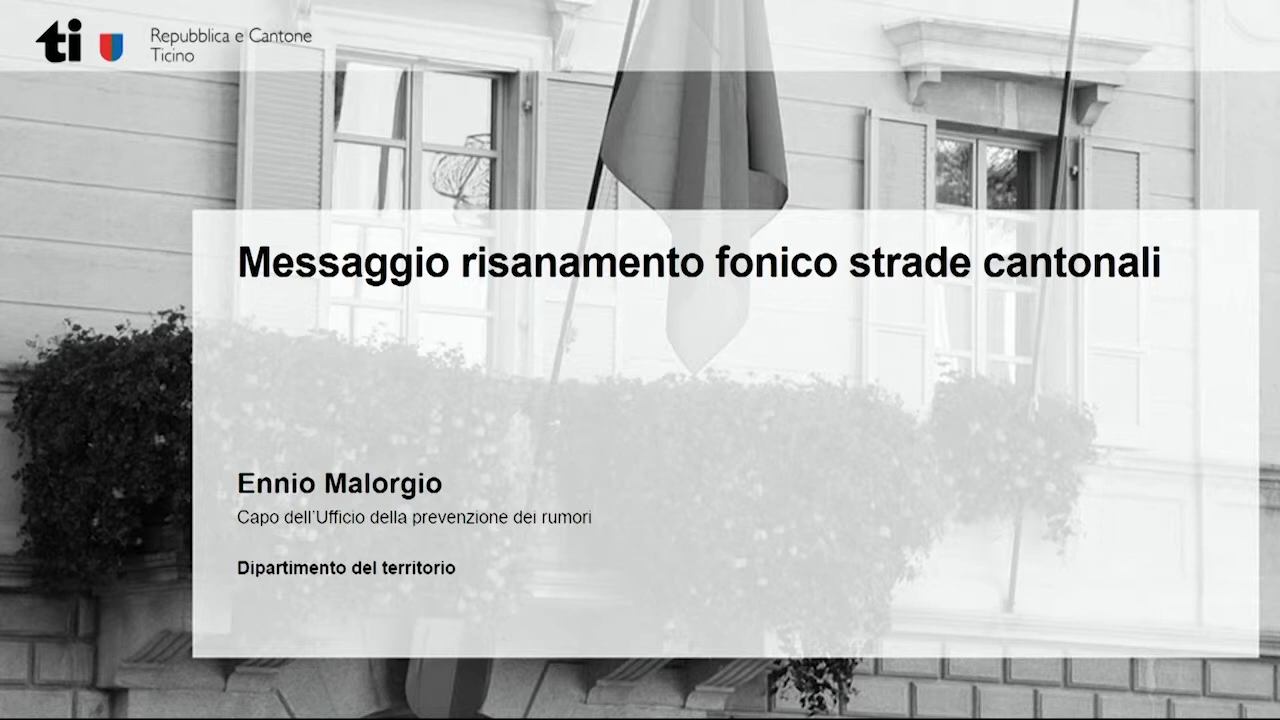 ti
Repubblica e Cantone
Ticino
Messaggio risanamento fonico strade cantonali
Ennio Malorgio
Capo dell'Ufficio della prevenzione dei rumori
Dipartimento del territorio